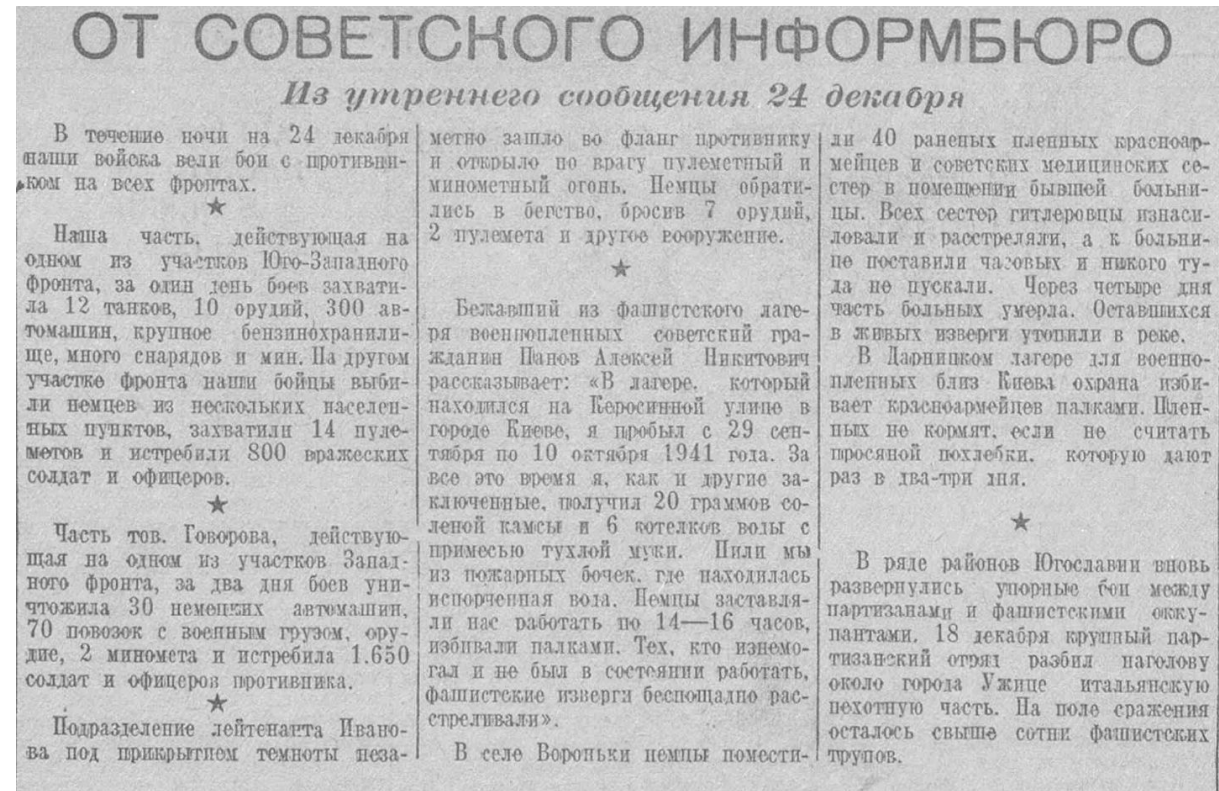 ОТ СОВЕТСКОГО ИНФОРМБЮРО
Из утреннего сообщения 24 декабря
В течение ночи на 24 декабря
наши войска вели бои с противни-
ком на всех фронтах.
★
Наша часть, действующая на
одном из участков Юго-Западного
фронта, за один день боев захвати-
ла 12 танков, 10 орудий, 300 ав-
томашин, крупное бензинохранили-
ще, много снарядов и мин. На другом
участке фронта наши бойцы выби-
ли немцев из нескольких населен-
ных пунктов, захватили 14 пуле-
метов и истребили 800 вражеских
солдат и офицеров.
★
Часть тов. Говорова, действую-
щая на одном из участков Запад-
ного фронта, за два дня боев уни-
чтожила 30 немецких автомашин,
70 повозок с военным грузом, ору-
дие, 2 миномета и истребила 1.650
солдат и офицеров противника.
★
Подразделение лейтенанта Ивано-
ва под прикрытием темноты неза-
метно зашло во фланг противнику
и открыло по врагу пулеметный и
минометный огонь. Немцы обрати-
лись в бегство, бросив 7 орудий,
2 пулемета и другое вооружение.
★
Бежавший из фашистского лаге-
ря военнопленных советский гра-
жданин Панов Алексей Никитович
рассказывает: «В лагере, который
находился на Керосинной улице в
городе Киеве, я пробыл с 29 сен-
тября по 10 октября 1941 года. За
все это время я, как и другие за-
ключенные, получил 20 граммов со-
леной камсы и 6 котелков воды с
примесью тухлой муки. Пили мы
из пожарных бочек, где находилась
испорченная вода. Немцы заставля-
ли нас работать по 14—16 часов,
избивали палками. Тех, кто изнемо-
гал и не был в состоянии работать,
фашистские изверги беспощадно рас-
стреливали».
В селе Вороньки немцы помести-
ли 40 раненых пленных красноар-
мейцев и советских медицинских се-
стер в помещении бывшей больни-
цы. Всех сестер гитлеровцы изнаси-
ловали и расстреляли, а к больни-
це поставили часовых и никого ту-
да не пускали. Через четыре дня
часть больных умерла. Оставшихся
в живых изверги утопили в реке.
В Дарницком лагере для военно-
пленных близ Киева охрана изби-
вает красноармейцев палками. Плен-
ных не кормят, если не считать
просяной похлебки, которую дают
раз в два-три дня.
★
В ряде районов Югославии вновь
развернулись упорные бои между
партизанами и фашистскими окку-
пантами. 18 декабря крупный пар-
тизанский отряд разбил наголову
около города Ужице итальянскую
пехотную часть. На поле сражения
осталось свыше сотни фашистских
трупов.